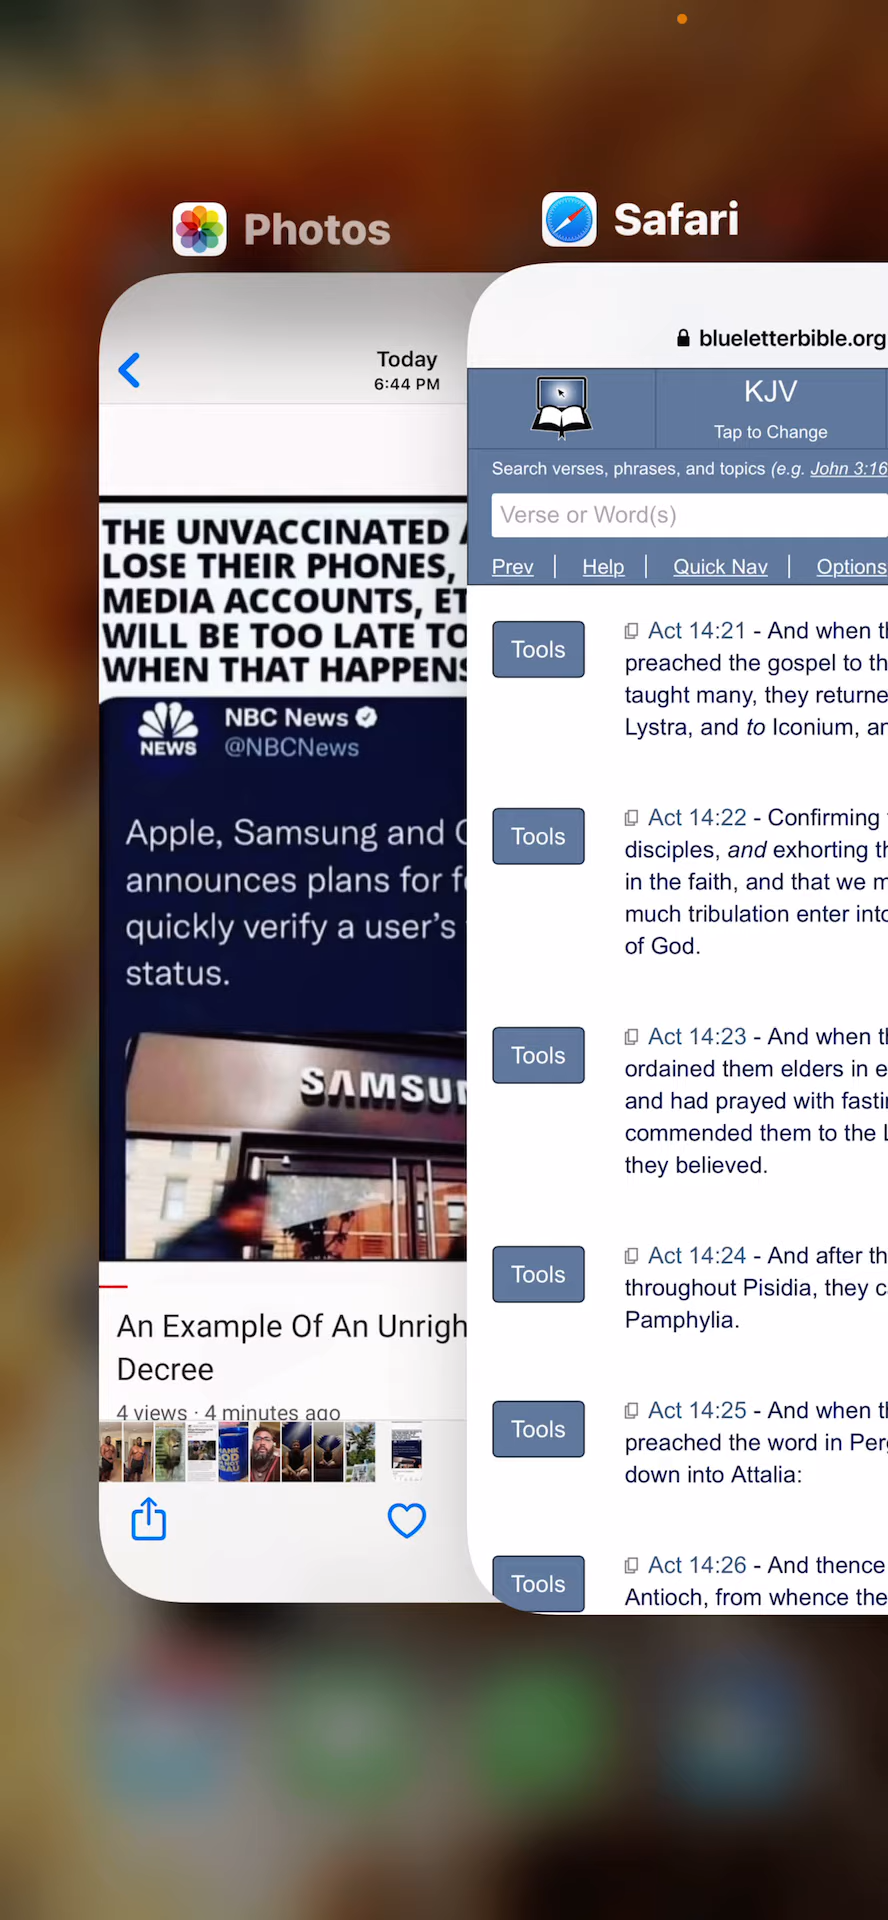 Photos
Safari
Today
6:44 PM
THE UNVACCINATED
LOSE THEIR PHONES,
MEDIA ACCOUNTS, ET
WILL BE TOO LATE TO
WHEN THAT HAPPENS
NBC News
NEWS
@NBCNews
Apple, Samsung and
announces plans for f
quickly verify a user's
status.
SAMSU
An Example Of An Unrigh
Decree
4 views · 4 minutes ago
blueletterbible.org
KJV
Tap to Change
Search verses, phrases, and topics (e.g. John 3:16
Verse or Word(s)
Prev | Help | Quick Nav | Options
Tools
Act 14:21 - And when th
preached the gospel to th
taught many, they returne
Lystra, and to Iconium, an
Tools
Act 14:22 - Confirming
disciples, and exhorting th
in the faith, and that we m
much tribulation enter into
of God.
Tools
Act 14:23 - And when th
ordained them elders in e
and had prayed with fasti
commended them to the L
they believed.
Tools
Act 14:24 - And after th
throughout Pisidia, they c
Pamphylia.
Tools
Act 14:25 - And when th
preached the word in Perg
down into Attalia:
Tools
Act 14:26 - And thence
Antioch, from whence the